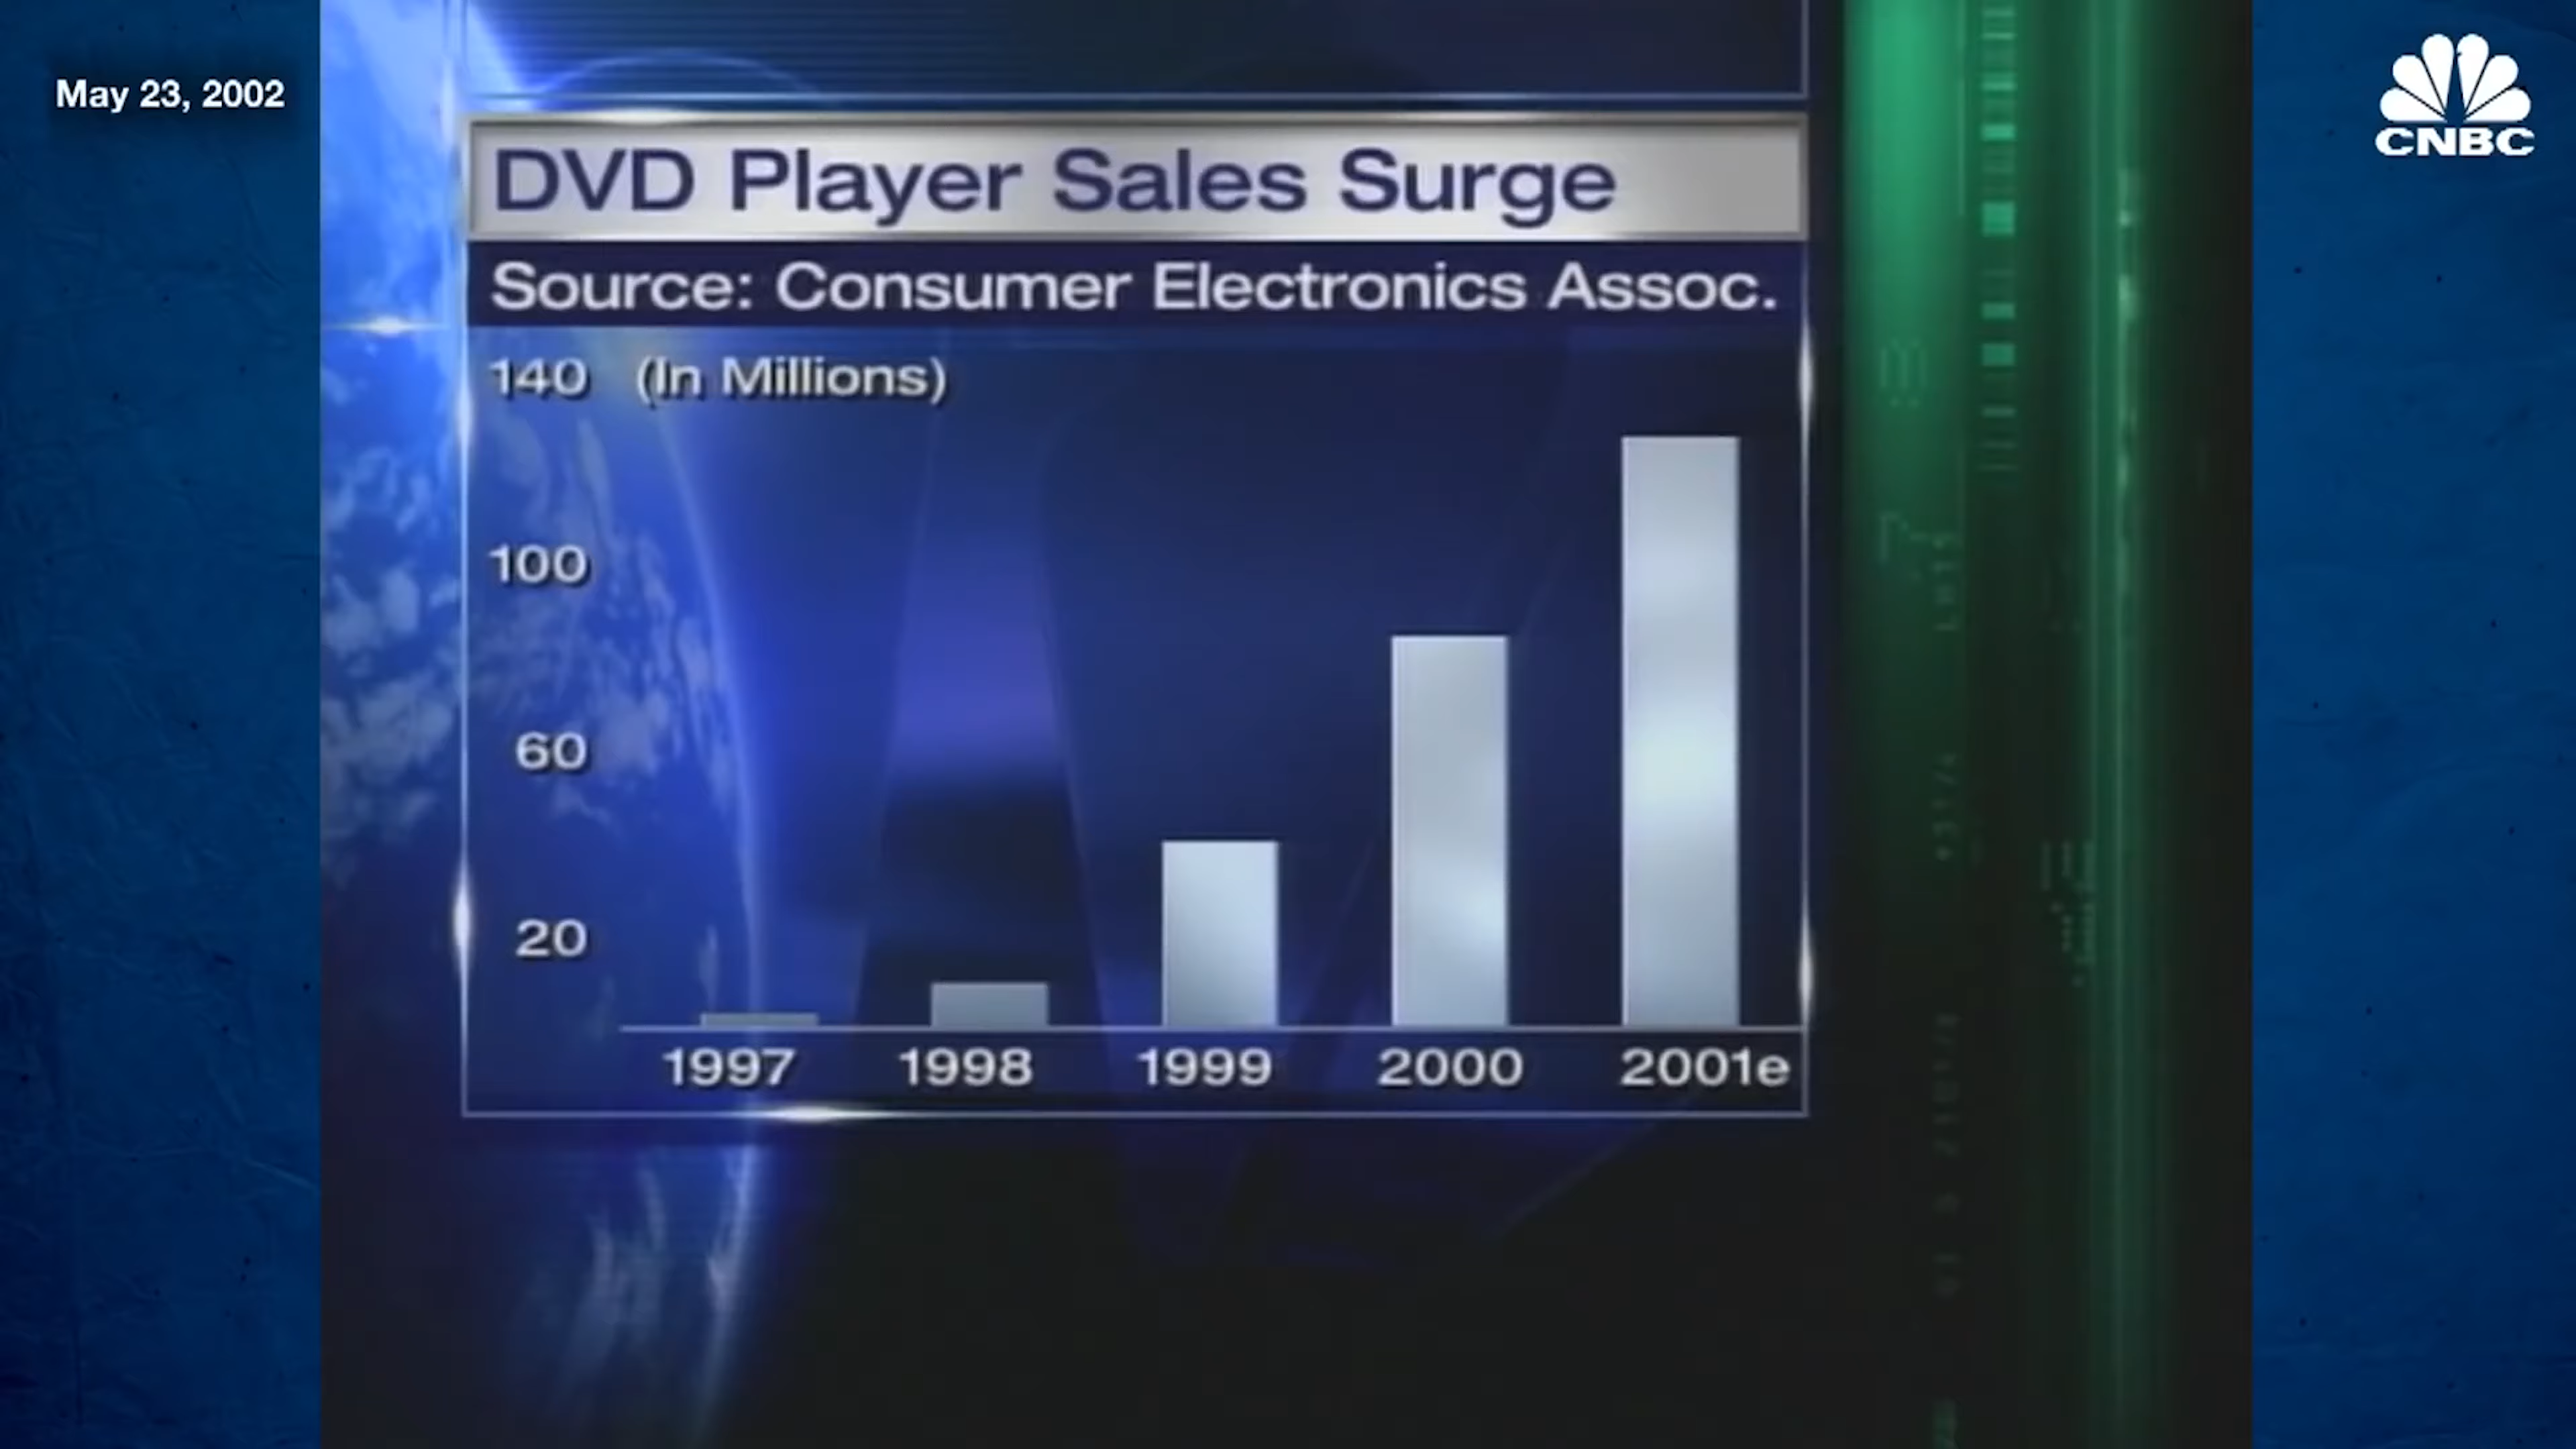 May 23, 2002
CNBC
DVD Player Sales Surge
Source: Consumer Electronics Assoc.
140 (In Millions)
100
60
20
1997 1998 1999 2000 2001e